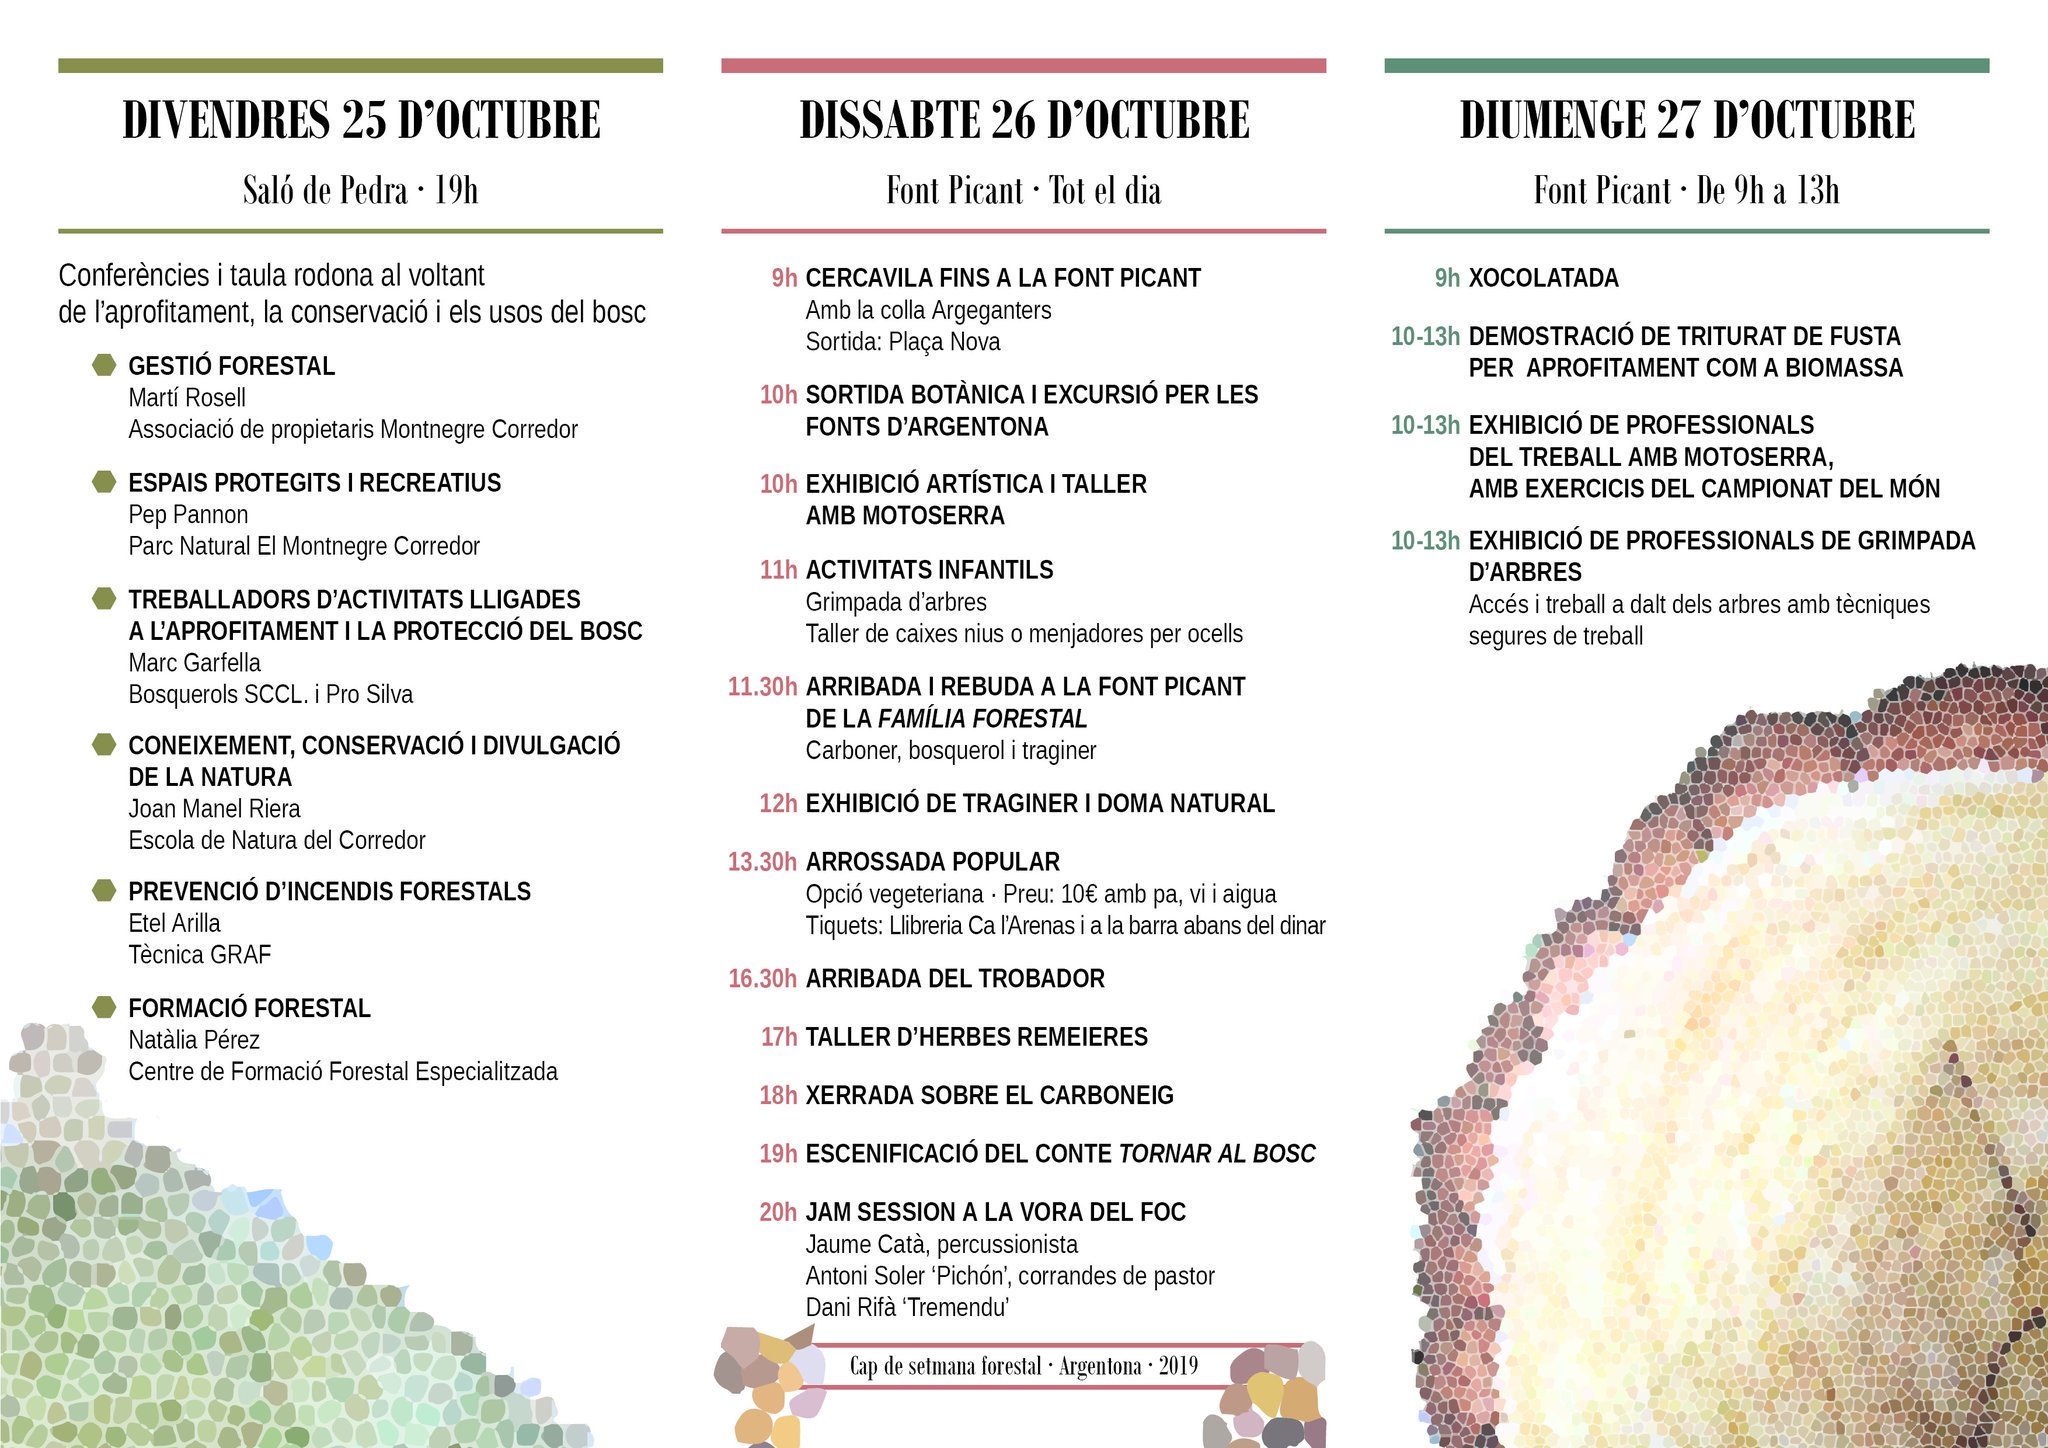 DIVENDRES 25 D’OCTUBRE
Saló de Pedra · 19h
Conferències i taula rodona al voltant
de l’aprofitament, la conservació i els usos del bosc
GESTIÓ FORESTAL
Martí Rosell
Associació de propietaris Montnegre Corredor
ESPAIS PROTEGITS I RECREATIUS
Pep Pannon
Parc Natural El Montnegre Corredor
TREBALLADORS D’ACTIVITATS LLIGADES
A L’APROFITAMENT I LA PROTECCIÓ DEL BOSC
Marc Garfella
Bosquerols SCCL. i Pro Silva
CONEIXEMENT, CONSERVACIÓ I DIVULGACIÓ
DE LA NATURA
Joan Manel Riera
Escola de Natura del Corredor
PREVENCIÓ D’INCENDIS FORESTALS
Etel Arilla
Tècnica GRAF
FORMACIÓ FORESTAL
Natàlia Pérez
Centre de Formació Forestal Especialitzada
DISSABTE 26 D’OCTUBRE
Font Picant · Tot el dia
9h CERCAVILA FINS A LA FONT PICANT
Amb la colla Argeganters
Sortida: Plaça Nova
10h SORTIDA BOTÀNICA I EXCURSIÓ PER LES
FONTS D’ARGENTONA
10h EXHIBICIÓ ARTÍSTICA I TALLER
AMB MOTOSERRA
11h ACTIVITATS INFANTILS
Grimpada d’arbres
Taller de caixes nius o menjadores per ocells
11.30h ARRIBADA I REBUDA A LA FONT PICANT
DE LA FAMÍLIA FORESTAL
Carboner, bosquerol i traginer
12h EXHIBICIÓ DE TRAGINER I DOMA NATURAL
13.30h ARROSSADA POPULAR
Opció vegeteriana · Preu: 10€ amb pa, vi i aigua
Tiquets: Llibreria Ca l’Arenas i a la barra abans del dinar
16.30h ARRIBADA DEL TROBADOR
17h TALLER D’HERBES REMEIERES
18h XERRADA SOBRE EL CARBONEIG
19h ESCENIFICACIÓ DEL CONTE TORNAR AL BOSC
20h JAM SESSION A LA VORA DEL FOC
Jaume Catà, percussionista
Antoni Soler ‘Pichón’, corrandes de pastor
Dani Rifà ‘Tremendu’
Cap de setmana forestal · Argentona · 2019
DIUMENGE 27 D’OCTUBRE
Font Picant · De 9h a 13h
9h XOCOLATADA
10-13h DEMOSTRACIÓ DE TRITURAT DE FUSTA
PER APROFITAMENT COM A BIOMASSA
10-13h EXHIBICIÓ DE PROFESSIONALS
DEL TREBALL AMB MOTOSERRA,
AMB EXERCICIS DEL CAMPIONAT DEL MÓN
10-13h EXHIBICIÓ DE PROFESSIONALS DE GRIMPADA
D’ARBRES
Accés i treball a dalt dels arbres amb tècniques
segures de treball